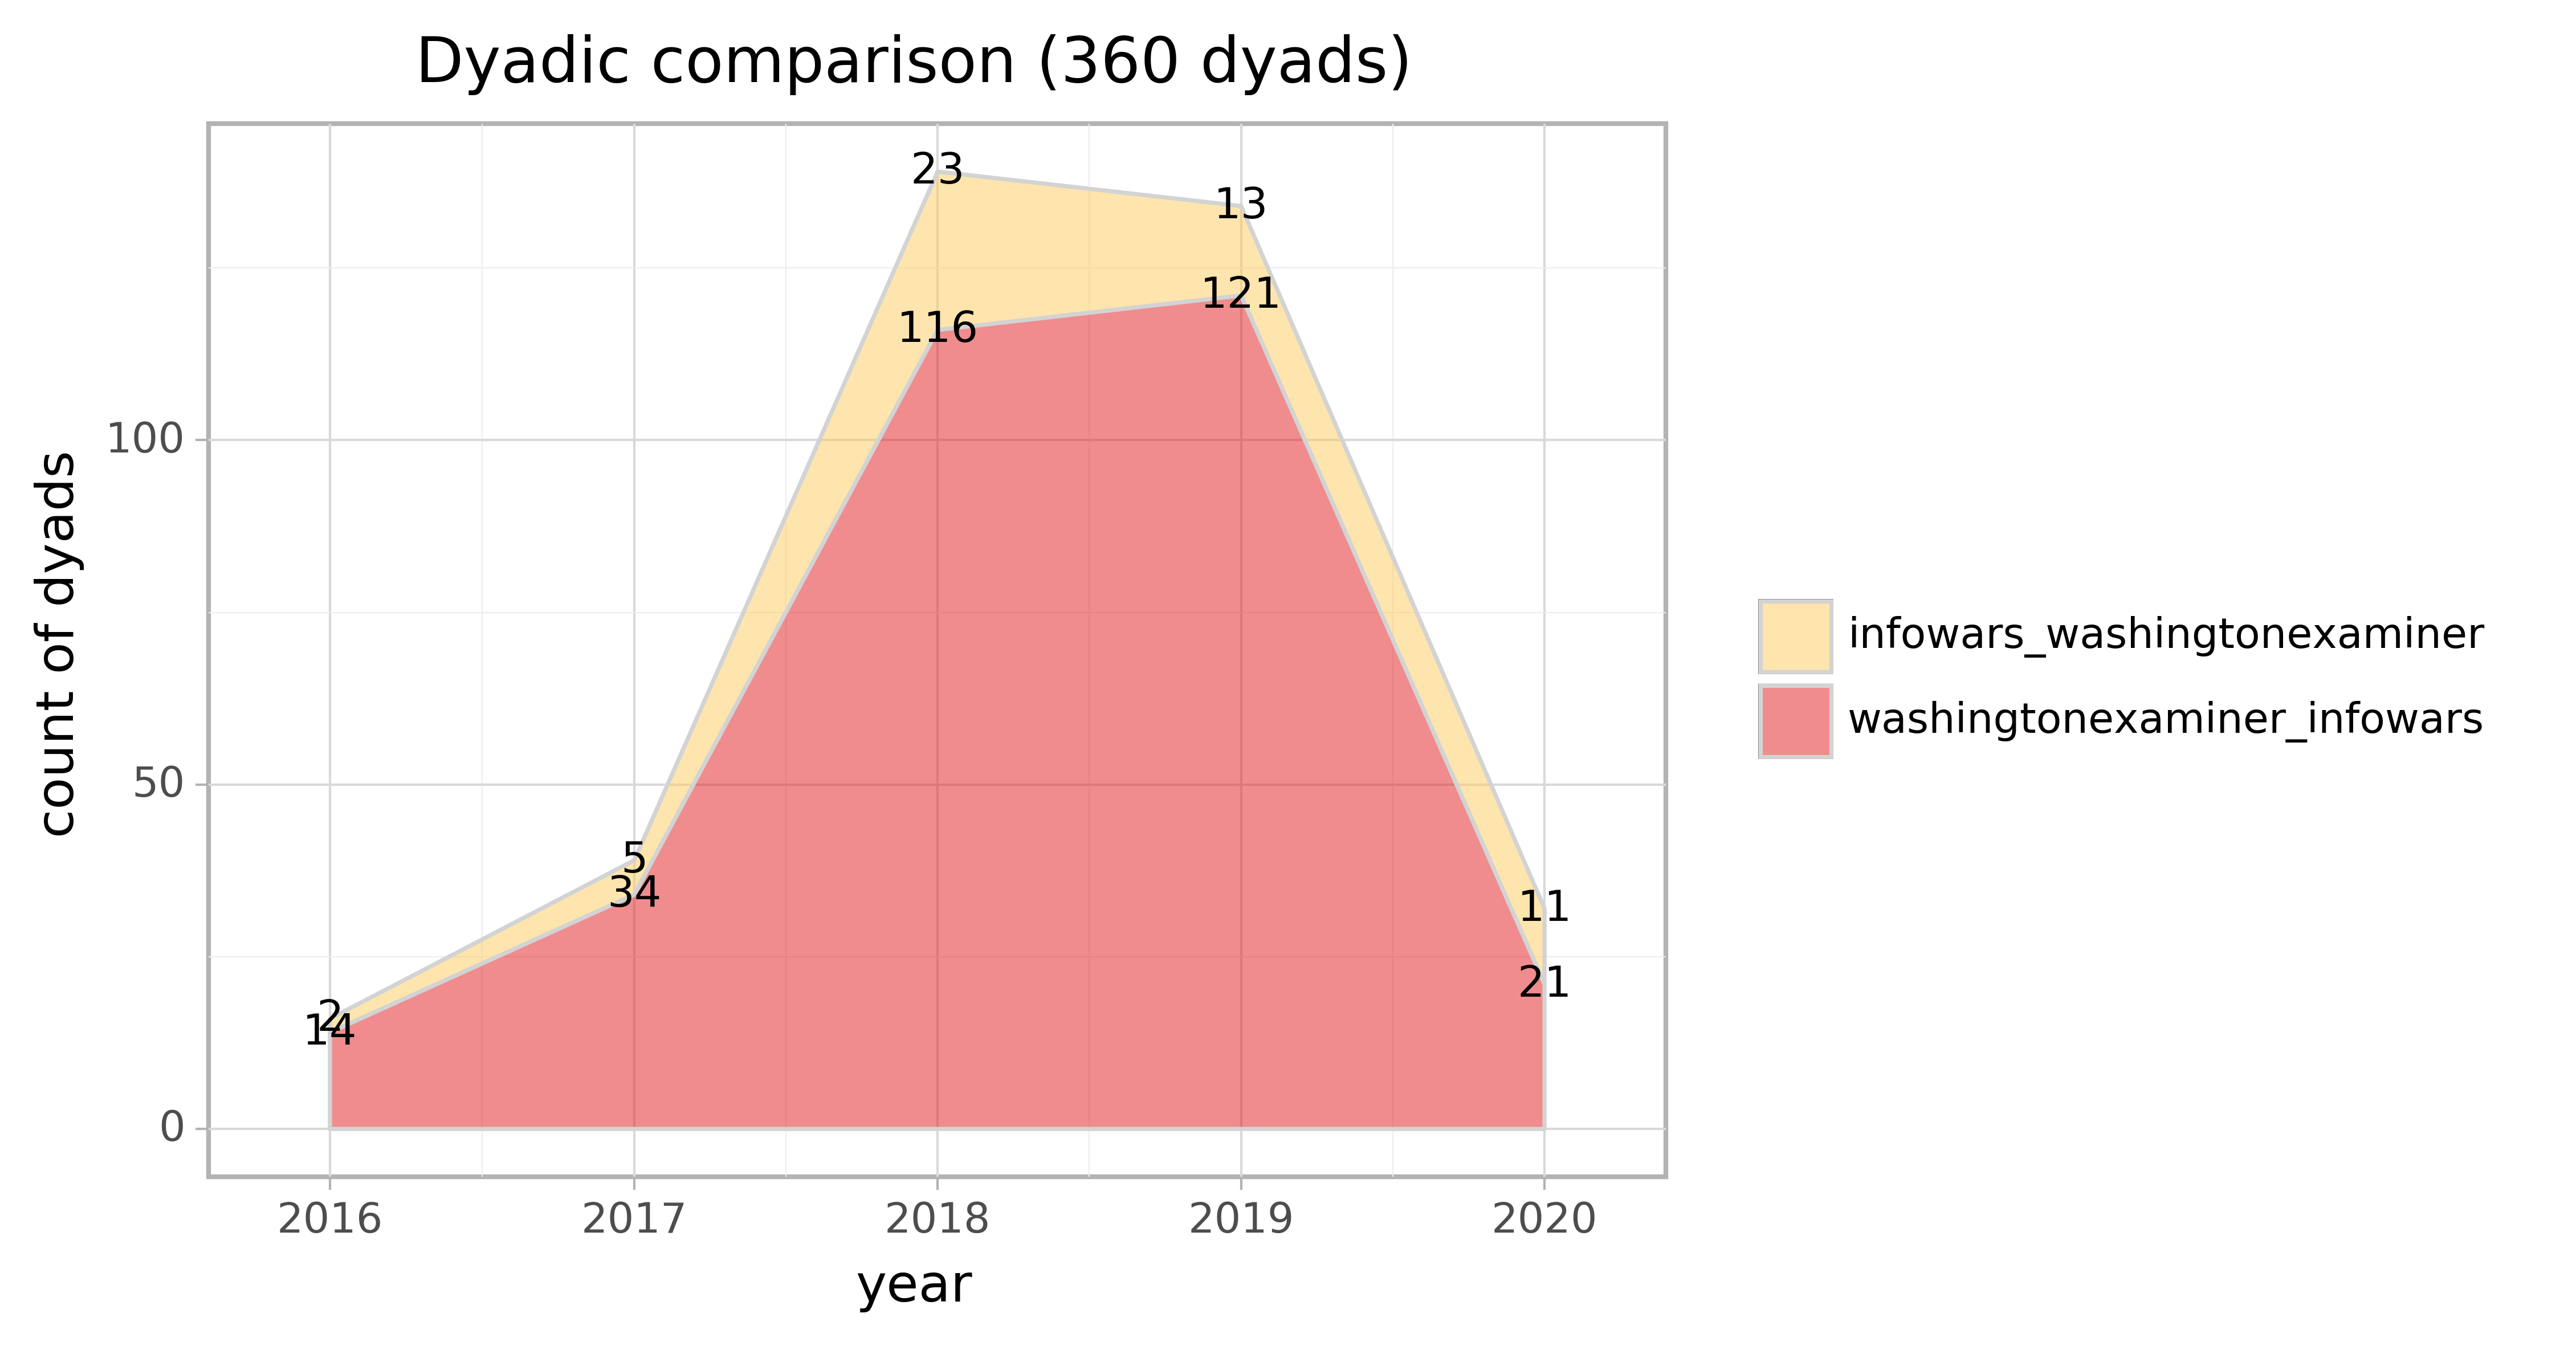 Dyadic comparison (360 dyads)
count of dyads
100
50
0
23
13
116
121
5
34
2
14
11
21
2016 2017 2018 2019 2020
year
infowars_washingtonexaminer
washingtonexaminer_infowars